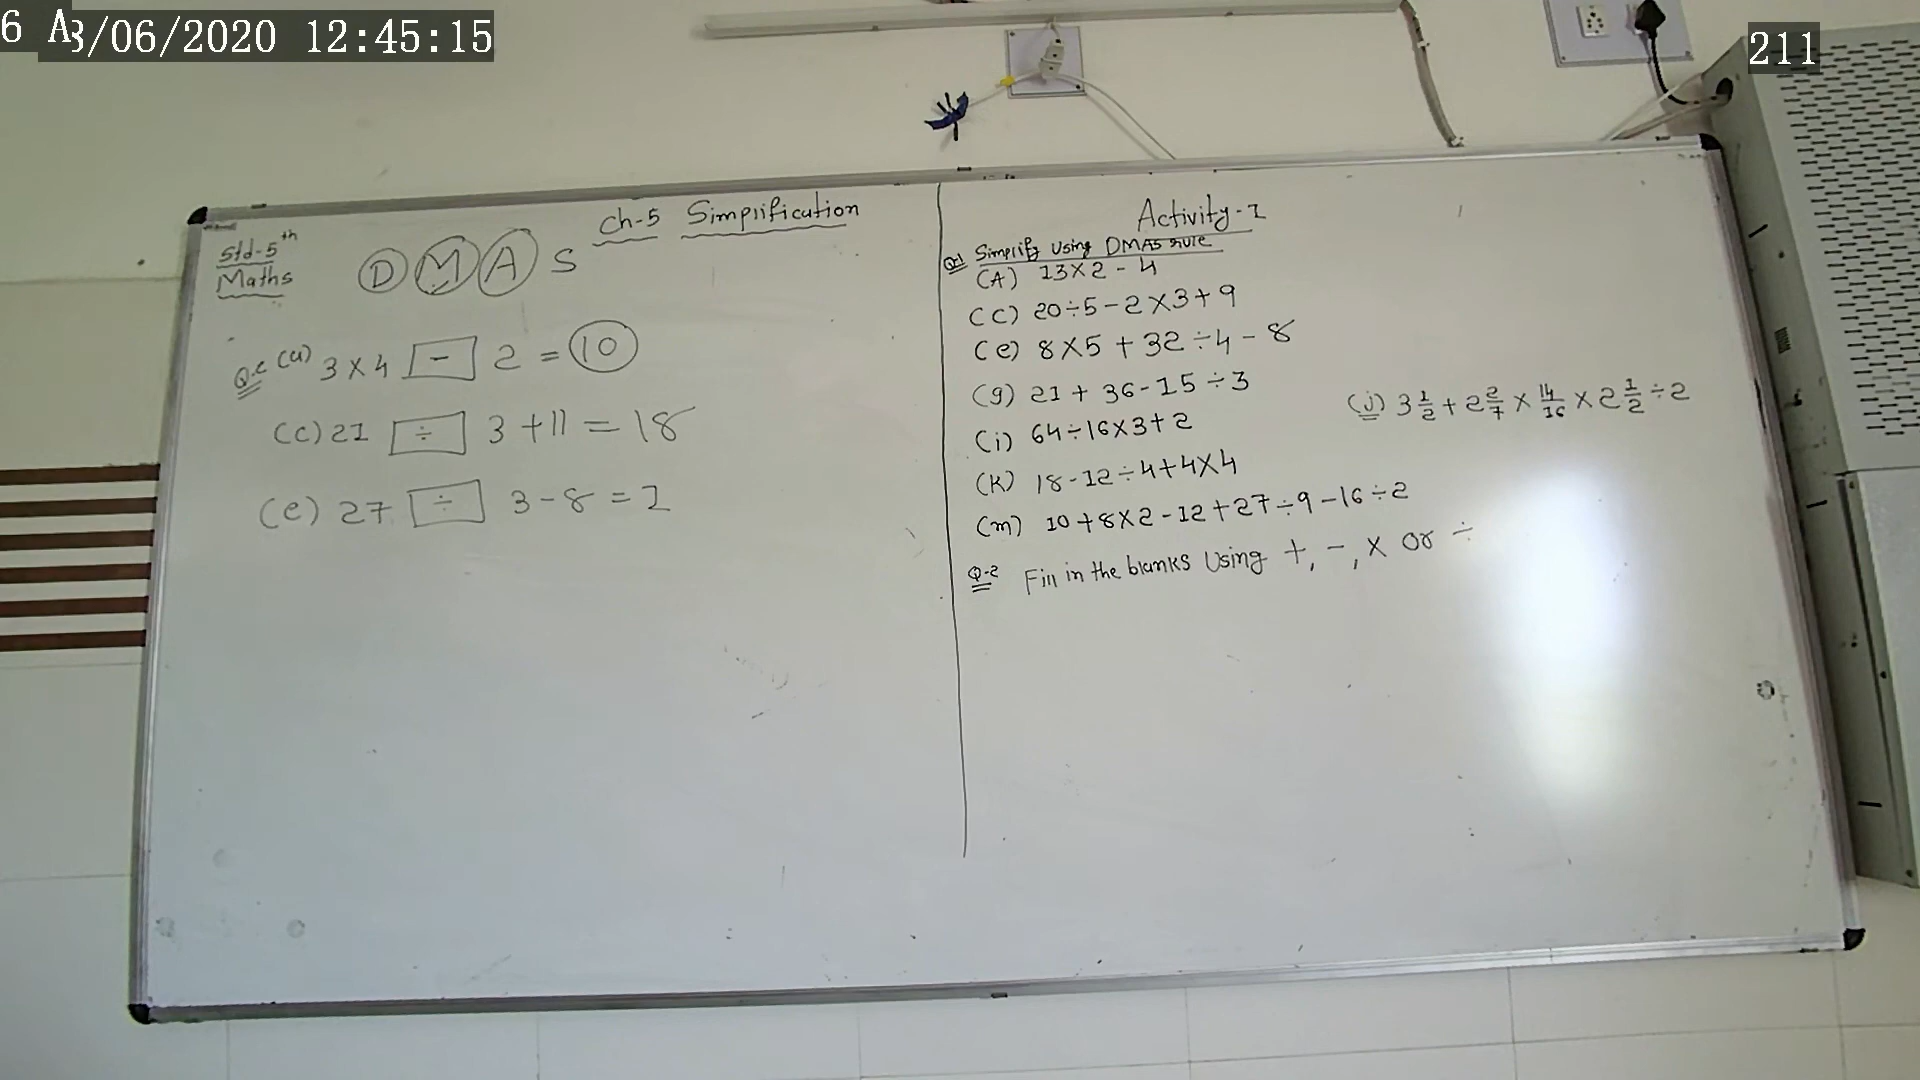 6 A
3/06/2020 12:45:15
211
Std-5th
Maths
Ch-5 Simplification
D M A S
(a) 3 × 4 - 2 = 10
(c) 21 ÷ 3 + 11 = 18
(e) 27 ÷ 3 - 8 = 1
Activity-1
Q-1 Simplify Using DMAS rule
(A) 13×2 - 4
(c) 20÷5-2×3+9
(e) 8×5 + 32÷4 - 8
(g) 21 + 36-15÷3
(i) 64÷16×3+2
(j) 3 1/2 + 2 2/7 × 14/16 × 2 1/2 ÷ 2
(k) 18-12÷4+4×4
(m) 10+8×2-12+27÷9-16÷2
Q-2 Fill in the blanks Using +, -, × or ÷